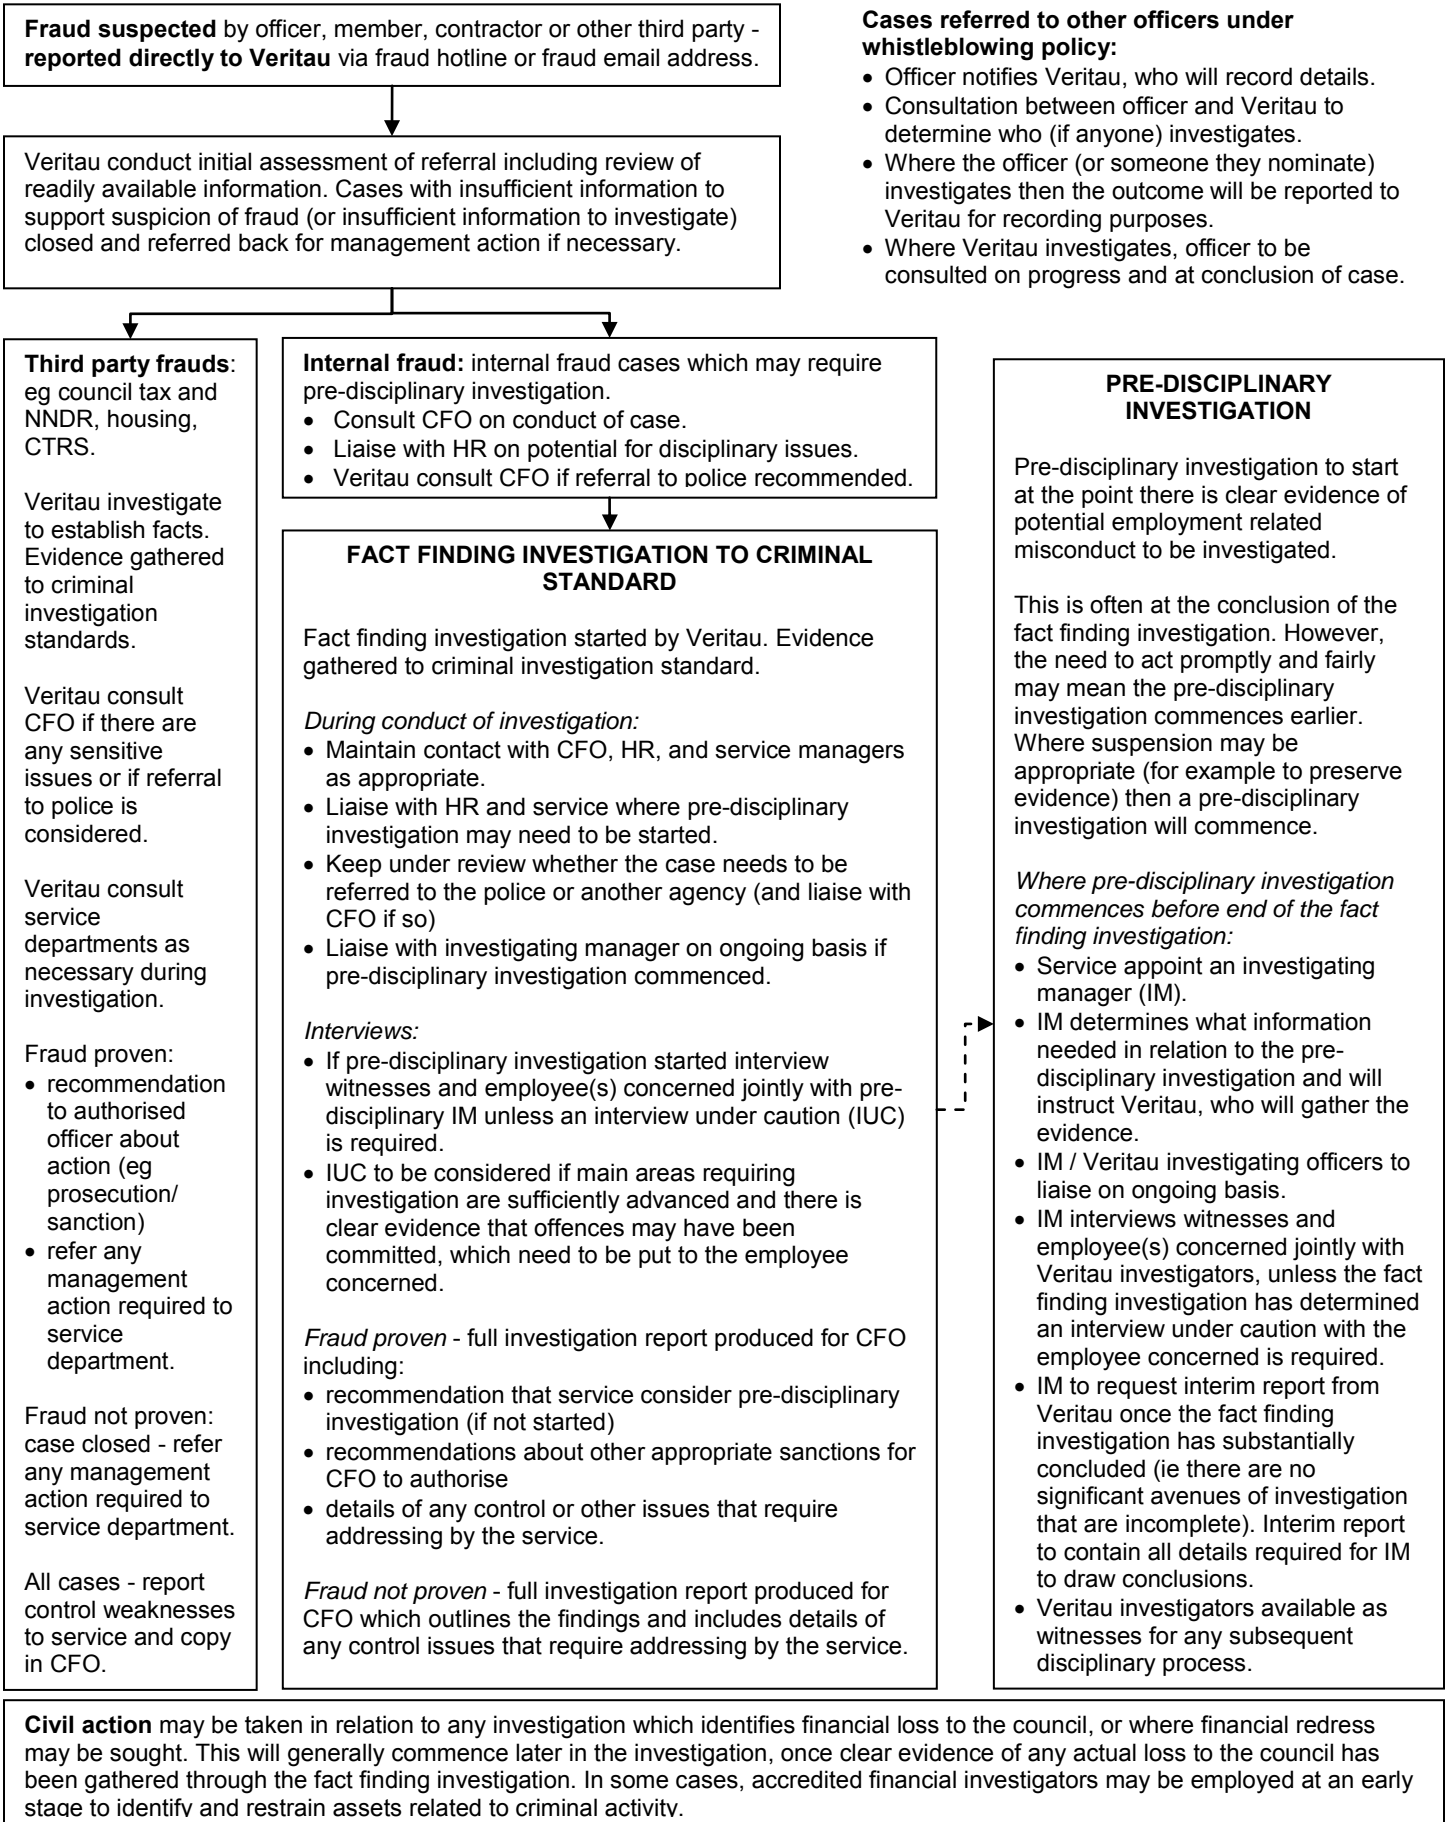 Fraud suspected by officer, member, contractor or other third party -
reported directly to Veritau via fraud hotline or fraud email address.
Cases referred to other officers under
whistleblowing policy:
• Officer notifies Veritau, who will record details.
• Consultation between officer and Veritau to
determine who (if anyone) investigates.
• Where the officer (or someone they nominate)
investigates then the outcome will be reported to
Veritau for recording purposes.
• Where Veritau investigates, officer to be
consulted on progress and at conclusion of case.
Veritau conduct initial assessment of referral including review of
readily available information. Cases with insufficient information to
support suspicion of fraud (or insufficient information to investigate)
closed and referred back for management action if necessary.
Third party frauds:
eg council tax and
NNDR, housing,
CTRS.
Veritau investigate
to establish facts.
Evidence gathered
to criminal
investigation
standards.
Veritau consult
CFO if there are
any sensitive
issues or if referral
to police is
considered.
Veritau consult
service
departments as
necessary during
investigation.
Fraud proven:
• recommendation
to authorised
officer about
action (eg
prosecution/
sanction)
• refer any
management
action required to
service
department.
Fraud not proven:
case closed - refer
any management
action required to
service department.
All cases - report
control weaknesses
to service and copy
in CFO.
Internal fraud: internal fraud cases which may require
pre-disciplinary investigation.
• Consult CFO on conduct of case.
• Liaise with HR on potential for disciplinary issues.
• Veritau consult CFO if referral to police recommended.
FACT FINDING INVESTIGATION TO CRIMINAL
STANDARD
Fact finding investigation started by Veritau. Evidence
gathered to criminal investigation standard.
During conduct of investigation:
• Maintain contact with CFO, HR, and service managers
as appropriate.
• Liaise with HR and service where pre-disciplinary
investigation may need to be started.
• Keep under review whether the case needs to be
referred to the police or another agency (and liaise with
CFO if so)
• Liaise with investigating manager on ongoing basis if
pre-disciplinary investigation commenced.
Interviews:
• If pre-disciplinary investigation started interview
witnesses and employee(s) concerned jointly with pre-
disciplinary IM unless an interview under caution (IUC)
is required.
• IUC to be considered if main areas requiring
investigation are sufficiently advanced and there is
clear evidence that offences may have been
committed, which need to be put to the employee
concerned.
Fraud proven - full investigation report produced for CFO
including:
• recommendation that service consider pre-disciplinary
investigation (if not started)
• recommendations about other appropriate sanctions for
CFO to authorise
• details of any control or other issues that require
addressing by the service.
Fraud not proven - full investigation report produced for
CFO which outlines the findings and includes details of
any control issues that require addressing by the service.
PRE-DISCIPLINARY
INVESTIGATION
Pre-disciplinary investigation to start
at the point there is clear evidence of
potential employment related
misconduct to be investigated.
This is often at the conclusion of the
fact finding investigation. However,
the need to act promptly and fairly
may mean the pre-disciplinary
investigation commences earlier.
Where suspension may be
appropriate (for example to preserve
evidence) then a pre-disciplinary
investigation will commence.
Where pre-disciplinary investigation
commences before end of the fact
finding investigation:
• Service appoint an investigating
manager (IM).
• IM determines what information
needed in relation to the pre-
disciplinary investigation and will
instruct Veritau, who will gather the
evidence.
• IM / Veritau investigating officers to
liaise on ongoing basis.
• IM interviews witnesses and
employee(s) concerned jointly with
Veritau investigators, unless the fact
finding investigation has determined
an interview under caution with the
employee concerned is required.
• IM to request interim report from
Veritau once the fact finding
investigation has substantially
concluded (ie there are no
significant avenues of investigation
that are incomplete). Interim report
to contain all details required for IM
to draw conclusions.
• Veritau investigators available as
witnesses for any subsequent
disciplinary process.
Civil action may be taken in relation to any investigation which identifies financial loss to the council, or where financial redress
may be sought. This will generally commence later in the investigation, once clear evidence of any actual loss to the council has
been gathered through the fact finding investigation. In some cases, accredited financial investigators may be employed at an early
stage to identify and restrain assets related to criminal activity.